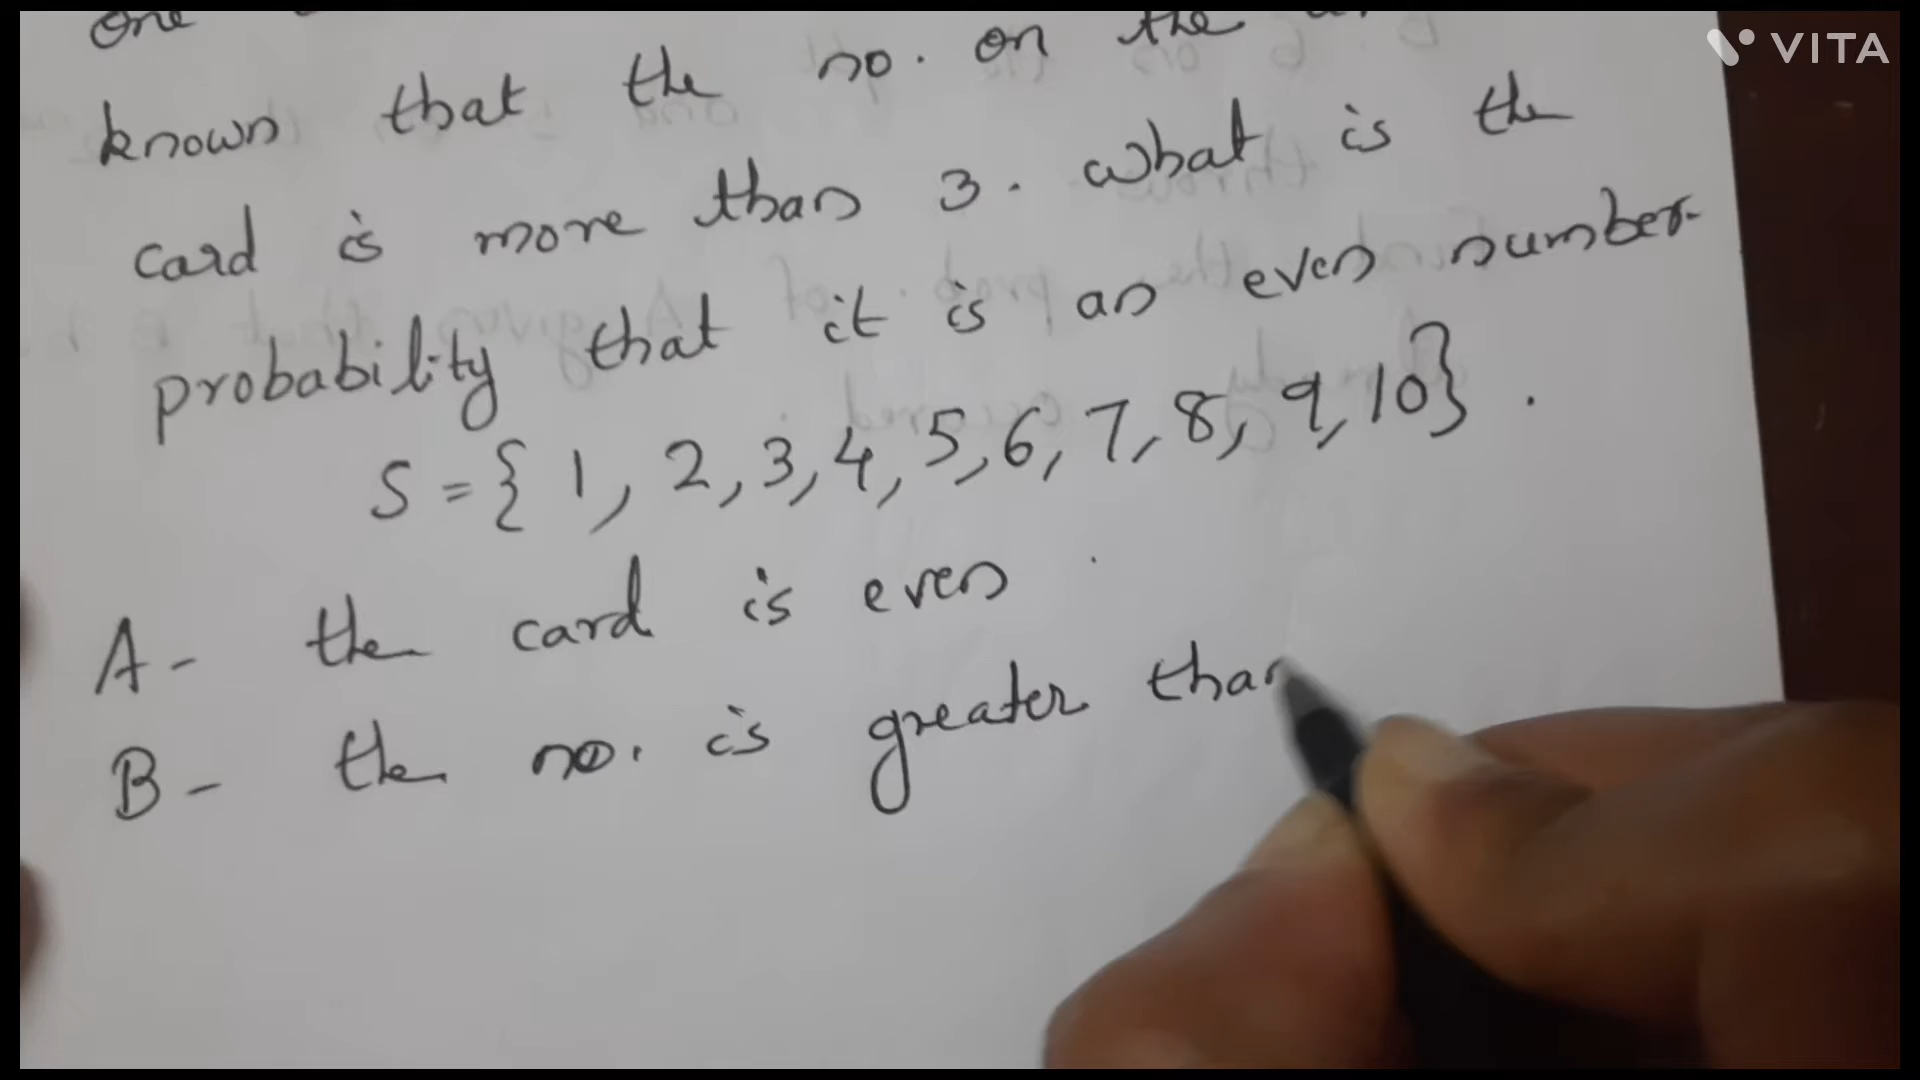 one
known that the no. on the
VITA
card is more than 3. what is the
probability that it is an even number
S = { 1, 2, 3, 4, 5, 6, 7, 8, 9, 10} .
A - the card is even
B - the no. is greater than